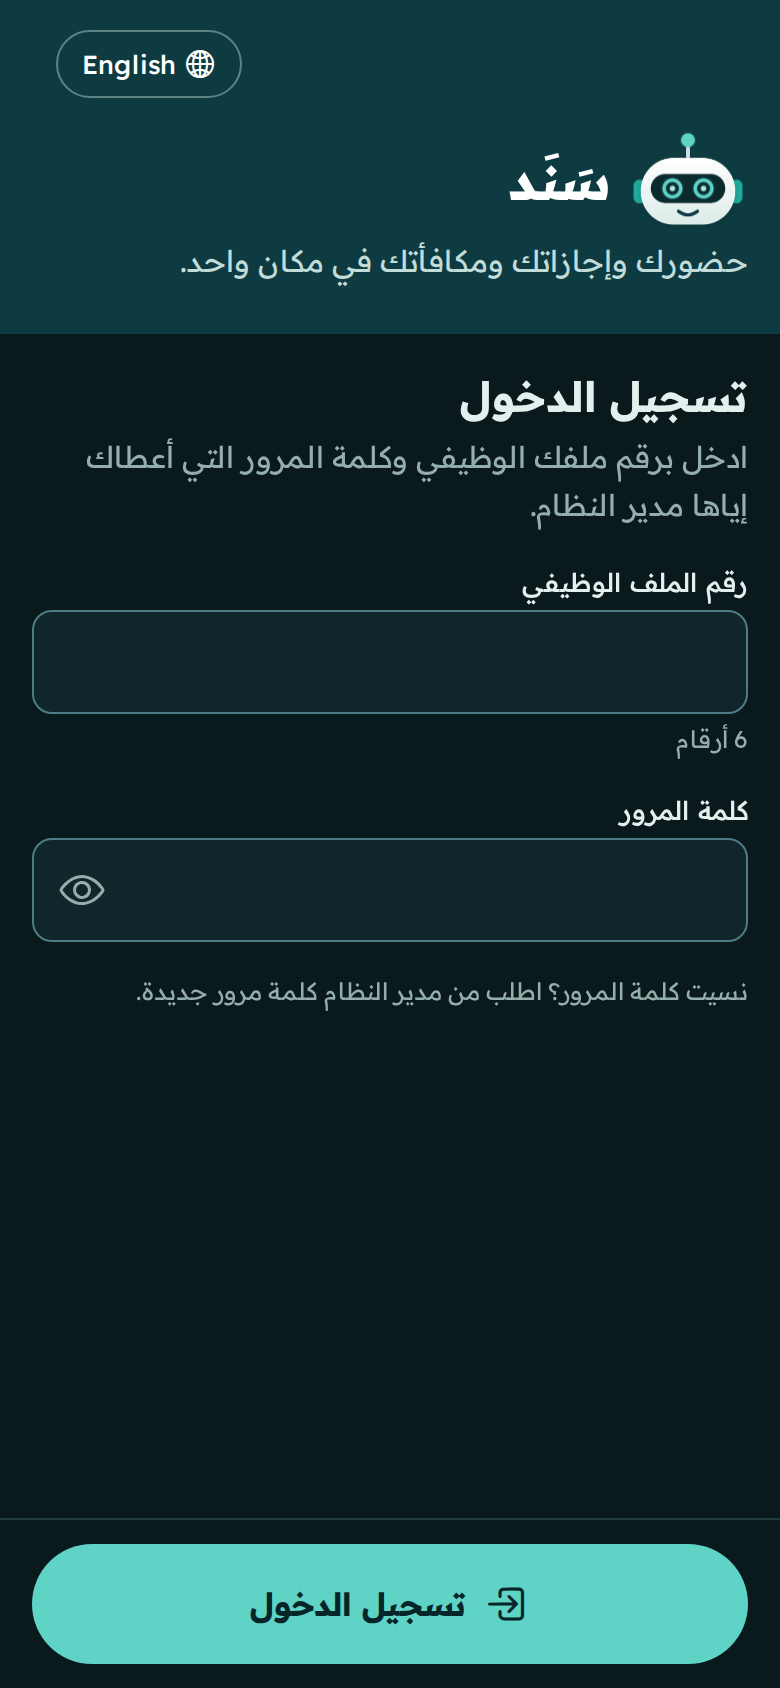 English
سَنَد
حضورك وإجازاتك ومكافأتك في مكان واحد.
تسجيل الدخول
ادخل برقم ملفك الوظيفي وكلمة المرور التي أعطاك
إياها مدير النظام.
رقم الملف الوظيفي
6 أرقام
كلمة المرور
نسيت كلمة المرور؟ اطلب من مدير النظام كلمة مرور جديدة.
تسجيل الدخول